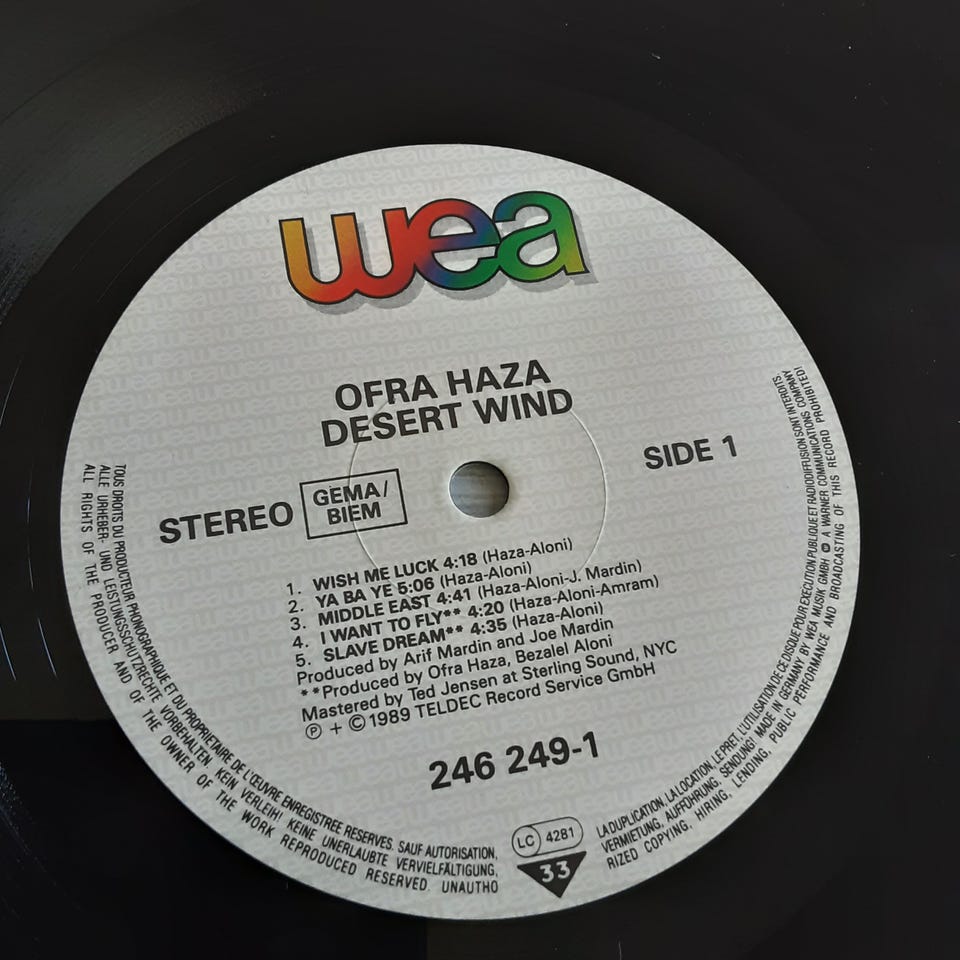 wea
OFRA HAZA
DESERT WIND
SIDE 1
STEREO
GEMA/
BIEM
1. WISH ME LUCK 4:18 (Haza-Aloni)
2. YA BA YE 5:06 (Haza-Aloni)
3. MIDDLE EAST 4:41 (Haza-Aloni-J. Mardin)
4. I WANT TO FLY** 4:20 (Haza-Aloni-Amram)
5. SLAVE DREAM** 4:35 (Haza-Aloni)
Produced by Arif Mardin and Joe Mardin
**Produced by Ofra Haza, Bezalel Aloni
Mastered by Ted Jensen at Sterling Sound, NYC
℗ + © 1989 TELDEC Record Service GmbH
246 249-1
LC 4281
33
TOUS DROITS DU PRODUCTEUR PHONOGRAPHIQUE ET DU PROPRIETAIRE DE L'ŒUVRE ENREGISTREE RESERVES. SAUF AUTORISATION,
LA DUPLICATION, LA LOCATION, LE PRET, L'UTILISATION DE CE DISQUE POUR EXECUTION PUBLIQUE ET RADIODIFFUSION SONT INTERDITS.
ALLE URHEBER- UND LEISTUNGSSCHUTZRECHTE VORBEHALTEN. KEIN VERLEIH! KEINE UNERLAUBTE VERVIELFÄLTIGUNG,
VERMIETUNG, AUFFÜHRUNG, SENDUNG! MADE IN GERMANY BY WEA MUSIK GMBH A WARNER COMMUNICATIONS COMPANY
ALL RIGHTS OF THE PRODUCER AND OF THE OWNER OF THE WORK REPRODUCED RESERVED. UNAUTHO
RIZED COPYING, HIRING, LENDING, PUBLIC PERFORMANCE AND BROADCASTING OF THIS RECORD PROHIBITED!